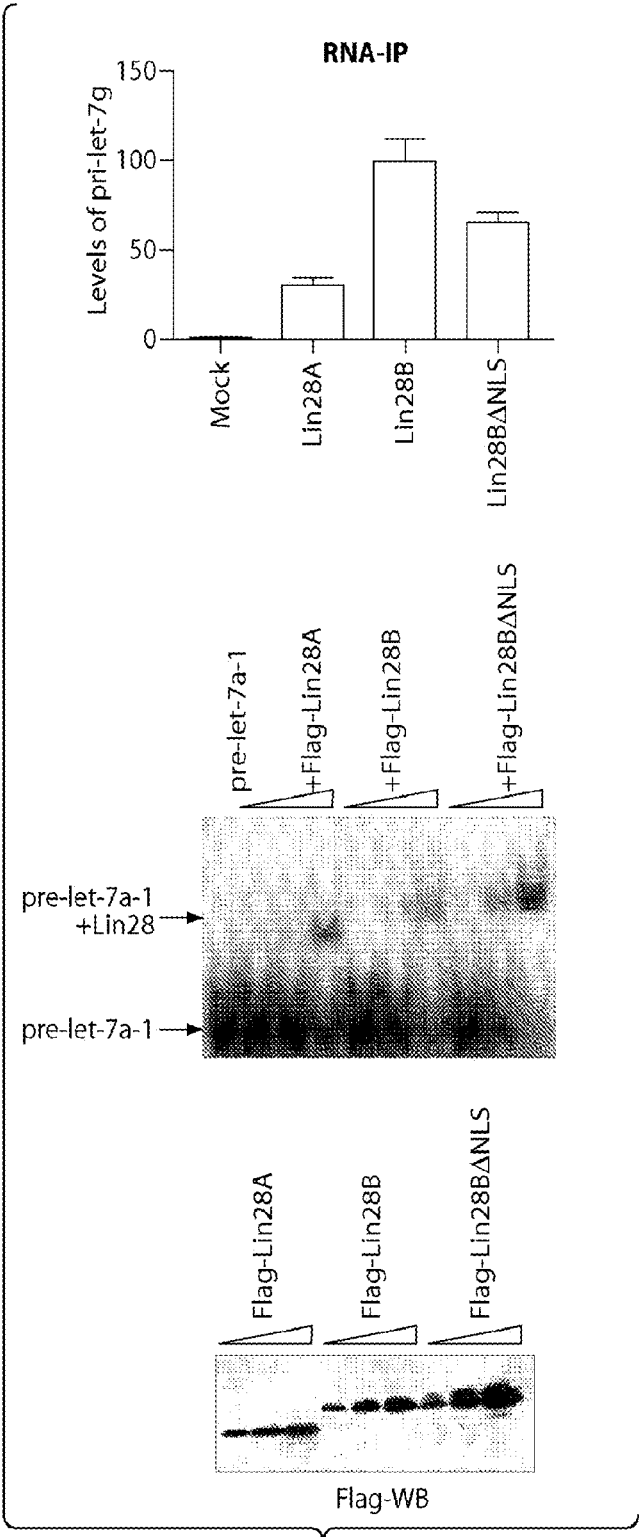 RNA-IP
Levels of pri-let-7g
150
100
50
0
Mock
Lin28A
Lin28B
Lin28BΔNLS
pre-let-7a-1
+Flag-Lin28A
+Flag-Lin28B
+Flag-Lin28BΔNLS
pre-let-7a-1
+Lin28
pre-let-7a-1
Flag-Lin28A
Flag-Lin28B
Flag-Lin28BΔNLS
Flag-WB